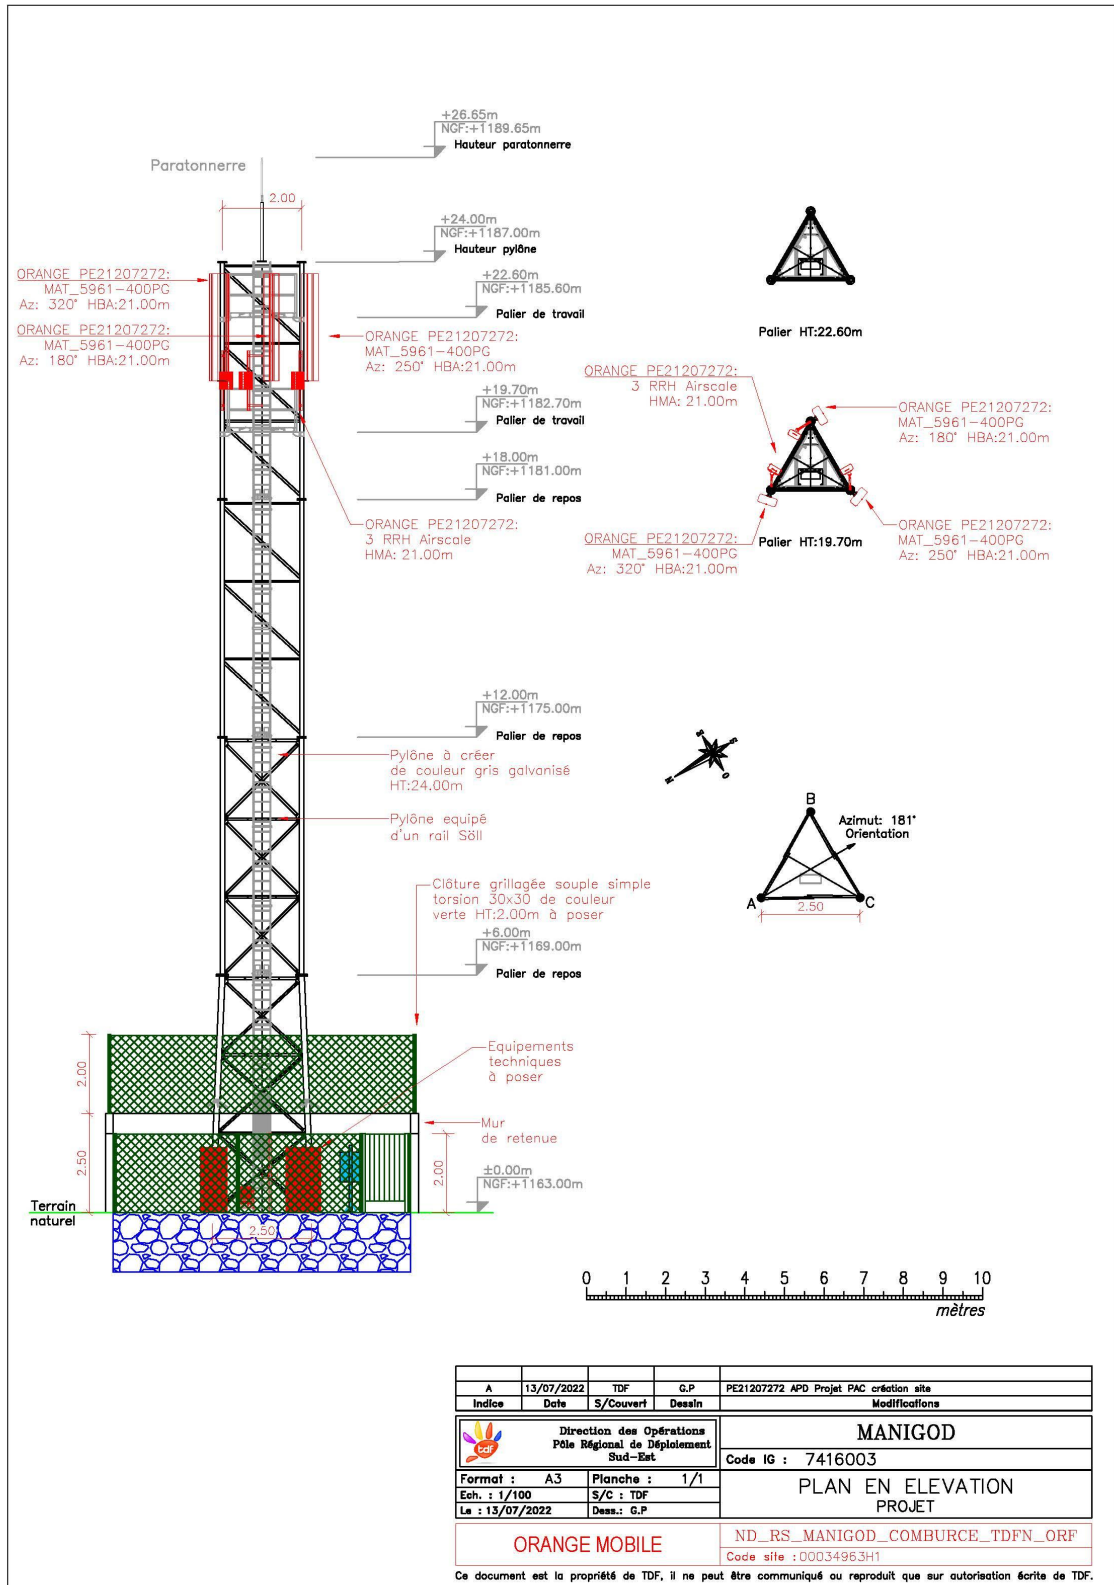 +26.65m
NGF:+1189.65m
Hauteur paratonnerre
Paratonnerre
2.00
+24.00m
NGF:+1187.00m
Hauteur pylône
ORANGE PE21207272:
MAT_5961-400PG
Az: 320° HBA:21.00m
+22.60m
NGF:+1185.60m
Palier de travail
ORANGE PE21207272:
MAT_5961-400PG
Az: 180° HBA:21.00m
ORANGE PE21207272:
MAT_5961-400PG
Az: 250° HBA:21.00m
Palier HT:22.60m
+19.70m
NGF:+1182.70m
Palier de travail
ORANGE PE21207272:
3 RRH Airscale
HMA: 21.00m
ORANGE PE21207272:
MAT_5961-400PG
Az: 180° HBA:21.00m
+18.00m
NGF:+1181.00m
Palier de repos
ORANGE PE21207272:
3 RRH Airscale
HMA: 21.00m
ORANGE PE21207272:
MAT_5961-400PG
Az: 320° HBA:21.00m
Palier HT:19.70m
ORANGE PE21207272:
MAT_5961-400PG
Az: 250° HBA:21.00m
+12.00m
NGF:+1175.00m
Palier de repos
Pylône à créer
de couleur gris galvanisé
HT:24.00m
N
O
Pylône equipé
d'un rail Söll
B
Azimut: 181°
Orientation
A
C
2.50
Clôture grillagée souple simple
torsion 30x30 de couleur
verte HT:2.00m à poser
+6.00m
NGF:+1169.00m
Palier de repos
2.00
Equipements
techniques
à poser
Mur
de retenue
2.50
2.00
±0.00m
NGF:+1163.00m
Terrain
naturel
2.50
0 1 2 3 4 5 6 7 8 9 10
mètres
A 13/07/2022 TDF G.P PE21207272 APD Projet PAC création site
Indice Date S/Couvert Dessin Modifications
tdf
Direction des Opérations
Pôle Régional de Déploiement
Sud-Est
MANIGOD
Code IG : 7416003
Format : A3 Planche : 1/1
Ech. : 1/100 S/C : TDF
Le : 13/07/2022 Dess.: G.P
PLAN EN ELEVATION
PROJET
ORANGE MOBILE
ND_RS_MANIGOD_COMBURCE_TDFN_ORF
Code site : 00034963H1
Ce document est la propriété de TDF, il ne peut être communiqué ou reproduit que sur autorisation écrite de TDF.